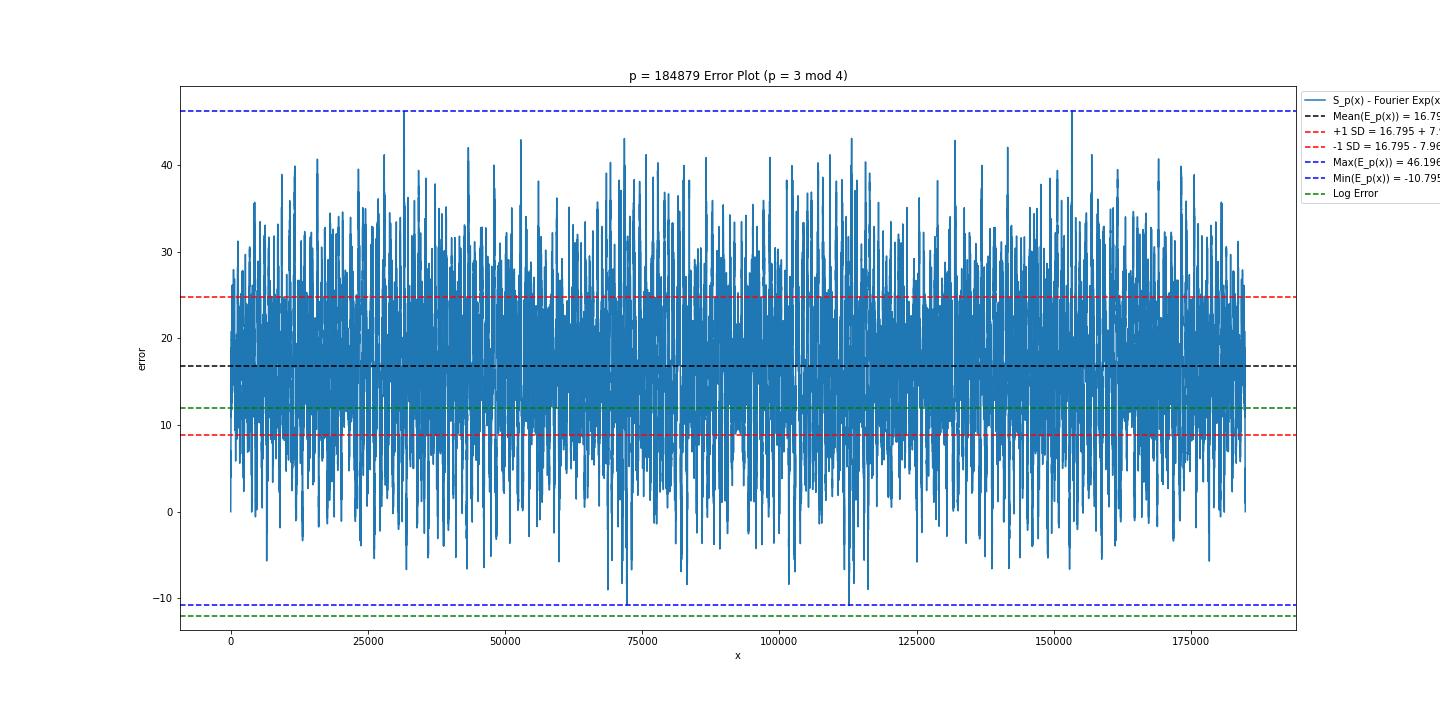 p = 184879 Error Plot (p = 3 mod 4)
S_p(x) - Fourier Exp(x
Mean(E_p(x)) = 16.79
+1 SD = 16.795 + 7.9
-1 SD = 16.795 - 7.96
Max(E_p(x)) = 46.196
Min(E_p(x)) = -10.795
Log Error
error
40
30
20
10
0
−10
0
25000
50000
75000
100000
125000
150000
175000
x